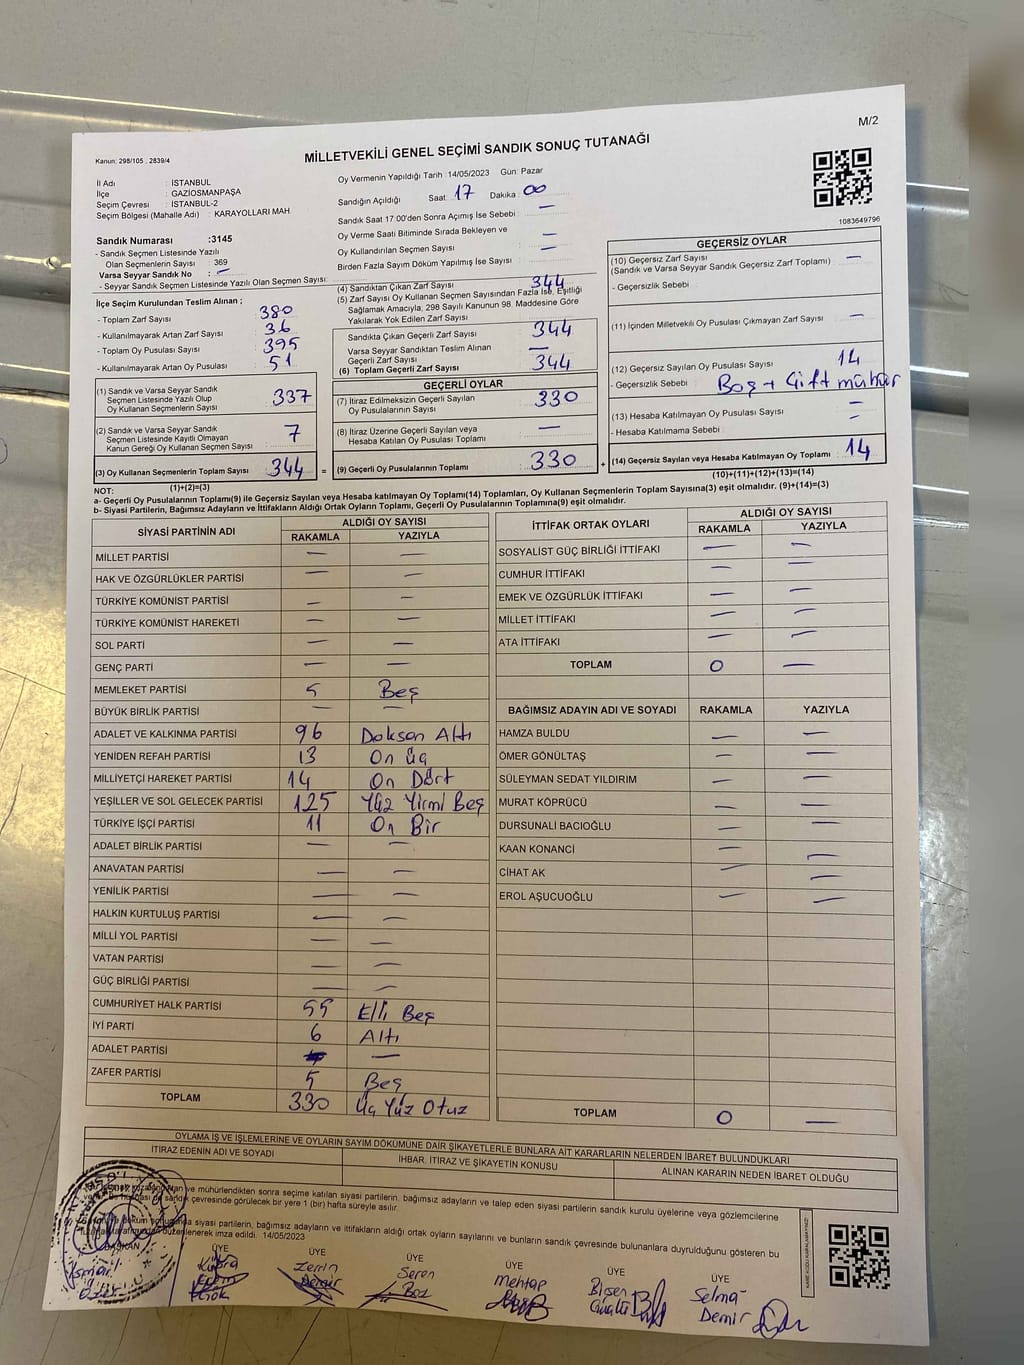 M/2
Kanun: 298/105 , 2839/4
MİLLETVEKİLİ GENEL SEÇİMİ SANDIK SONUÇ TUTANAĞI
İl Adı : İSTANBUL
İlçe : GAZİOSMANPAŞA
Seçim Çevresi : İSTANBUL-2
Seçim Bölgesi (Mahalle Adı) : KARAYOLLARI MAH.
Sandık Numarası :3145
- Sandık Seçmen Listesinde Yazılı
Olan Seçmenlerin Sayısı 369
Varsa Seyyar Sandık No : –
- Seyyar Sandık Seçmen Listesinde Yazılı Olan Seçmen Sayısı:
İlçe Seçim Kurulundan Teslim Alınan ;
- Toplam Zarf Sayısı 380
- Kullanılmayarak Artan Zarf Sayısı 36
- Toplam Oy Pusulası Sayısı 395
- Kullanılmayarak Artan Oy Pusulası 51
(1) Sandık ve Varsa Seyyar Sandık
Seçmen Listesinde Yazılı Olup
Oy Kullanan Seçmenlerin Sayısı 337
(2) Sandık ve Varsa Seyyar Sandık
Seçmen Listesinde Kayıtlı Olmayan
Kanun Gereği Oy Kullanan Seçmen Sayısı 7
(3) Oy Kullanan Seçmenlerin Toplam Sayısı 344 =
(1)+(2)=(3)
Oy Vermenin Yapıldığı Tarih :14/05/2023 Gün: Pazar
Sandığın Açıldığı Saat: 17 Dakika: 00
Sandık Saat 17:00'den Sonra Açımış İse Sebebi : –
Oy Verme Saati Bitiminde Sırada Bekleyen ve
Oy Kullandırılan Seçmen Sayısı : –
Birden Fazla Sayım Döküm Yapılmış İse Sayısı : –
(4) Sandıktan Çıkan Zarf Sayısı 344
(5) Zarf Sayısı Oy Kullanan Seçmen Sayısından Fazla İse, Eşitliği
Sağlamak Amacıyla, 298 Sayılı Kanunun 98. Maddesine Göre
Yakılarak Yok Edilen Zarf Sayısı
Sandıkta Çıkan Geçerli Zarf Sayısı 344
Varsa Seyyar Sandıktan Teslim Alınan
Geçerli Zarf Sayısı –
(6) Toplam Geçerli Zarf Sayısı 344
GEÇERLİ OYLAR
(7) İtiraz Edilmeksizin Geçerli Sayılan
Oy Pusulalarının Sayısı 330
(8) İtiraz Üzerine Geçerli Sayılan veya
Hesaba Katılan Oy Pusulası Toplamı –
(9) Geçerli Oy Pusulalarının Toplamı 330 +
1083649796
GEÇERSİZ OYLAR
(10) Geçersiz Zarf Sayısı –
(Sandık ve Varsa Seyyar Sandık Geçersiz Zarf Toplamı)
- Geçersizlik Sebebi :
(11) İçinden Milletvekili Oy Pusulası Çıkmayan Zarf Sayısı –
(12) Geçersiz Sayılan Oy Pusulası Sayısı 14
- Geçersizlik Sebebi : Boş + Çift mühür
(13) Hesaba Katılmayan Oy Pusulası Sayısı –
- Hesaba Katılmama Sebebi : –
(14) Geçersiz Sayılan veya Hesaba Katılmayan Oy Toplamı 14
(10)+(11)+(12)+(13)=(14)
NOT:
a- Geçerli Oy Pusulalarının Toplamı(9) ile Geçersiz Sayılan veya Hesaba katılmayan Oy Toplamı(14) Toplamları, Oy Kullanan Seçmenlerin Toplam Sayısına(3) eşit olmalıdır. (9)+(14)=(3)
b- Siyasi Partilerin, Bağımsız Adayların ve İttifakların Aldığı Ortak Oyların Toplamı, Geçerli Oy Pusulalarının Toplamına(9) eşit olmalıdır.
SİYASİ PARTİNİN ADI ALDIĞI OY SAYISI
RAKAMLA YAZIYLA
MİLLET PARTİSİ – –
HAK VE ÖZGÜRLÜKLER PARTİSİ – –
TÜRKİYE KOMÜNİST PARTİSİ – –
TÜRKİYE KOMÜNİST HAREKETİ – –
SOL PARTİ – –
GENÇ PARTİ – –
MEMLEKET PARTİSİ 5 Beş
BÜYÜK BİRLİK PARTİSİ – –
ADALET VE KALKINMA PARTİSİ 96 Doksan Altı
YENİDEN REFAH PARTİSİ 13 On üç
MİLLİYETÇİ HAREKET PARTİSİ 14 On Dört
YEŞİLLER VE SOL GELECEK PARTİSİ 125 Yüz Yirmi Beş
TÜRKİYE İŞÇİ PARTİSİ 11 On Bir
ADALET BİRLİK PARTİSİ – –
ANAVATAN PARTİSİ – –
YENİLİK PARTİSİ – –
HALKIN KURTULUŞ PARTİSİ – –
MİLLİ YOL PARTİSİ – –
VATAN PARTİSİ – –
GÜÇ BİRLİĞİ PARTİSİ – –
CUMHURİYET HALK PARTİSİ 55 Elli Beş
İYİ PARTİ 6 Altı
ADALET PARTİSİ –
ZAFER PARTİSİ 5 Beş
TOPLAM 330 Üç Yüz Otuz
İTTİFAK ORTAK OYLARI ALDIĞI OY SAYISI
RAKAMLA YAZIYLA
SOSYALİST GÜÇ BİRLİĞİ İTTİFAKI – –
CUMHUR İTTİFAKI – –
EMEK VE ÖZGÜRLÜK İTTİFAKI – –
MİLLET İTTİFAKI – –
ATA İTTİFAKI – –
TOPLAM 0 –
BAĞIMSIZ ADAYIN ADI VE SOYADI RAKAMLA YAZIYLA
HAMZA BULDU – –
ÖMER GÖNÜLTAŞ – –
SÜLEYMAN SEDAT YILDIRIM – –
MURAT KÖPRÜCÜ – –
DURSUNALİ BACIOĞLU – –
KAAN KONANCİ – –
CİHAT AK – –
EROL AŞUCUOĞLU – –
TOPLAM 0 –
OYLAMA İŞ VE İŞLEMLERİNE VE OYLARIN SAYIM DÖKÜMÜNE DAİR ŞİKAYETLERLE BUNLARA AİT KARARLARIN NELERDEN İBARET BULUNDUKLARI
İTİRAZ EDENİN ADI VE SOYADI İHBAR, İTİRAZ VE ŞİKAYETİN KONUSU ALINAN KARARIN NEDEN İBARET OLDUĞU
ve mühürlendikten sonra seçime katılan siyasi partilerin, bağımsız adayların ve talep eden siyasi partilerin sandık kurulu üyelerine veya gözlemcilerine
sandık çevresinde görülecek bir yere 1 (bir) hafta süreyle asılır.
siyasi partilerin, bağımsız adayların ve ittifakların aldığı ortak oyların sayılarını ve bunların sandık çevresinde bulunanlara duyrulduğunu gösteren bu
düzenlenerek imza edildi. 14/05/2023
BAŞKAN ÜYE ÜYE ÜYE ÜYE ÜYE ÜYE
Kübra Zerrin Seren Mehtap Birsen Selma
Demir Boz Demir